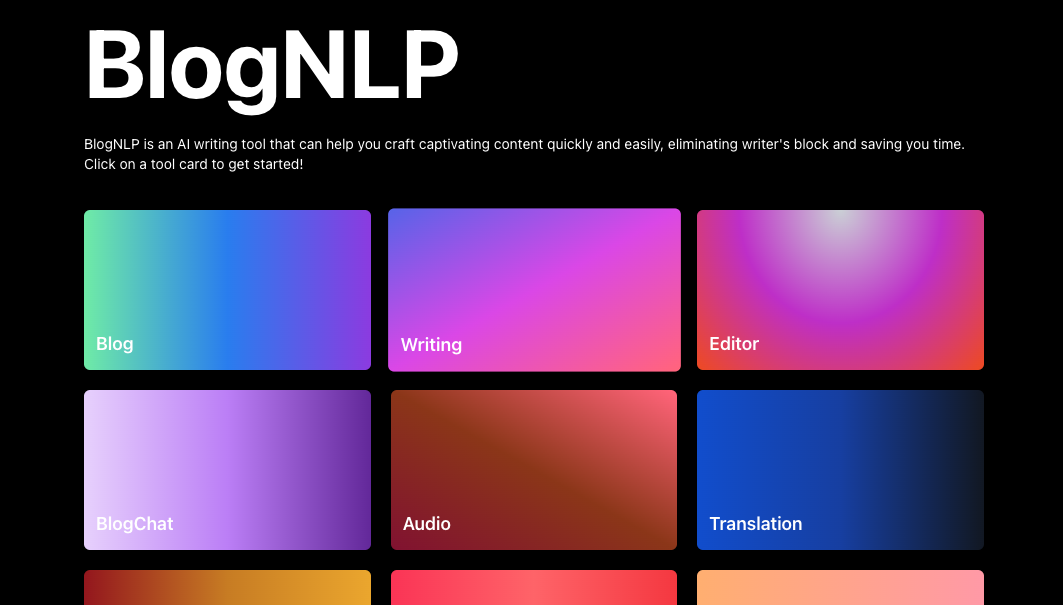 BlogNLP
BlogNLP is an AI writing tool that can help you craft captivating content quickly and easily, eliminating writer's block and saving you time.
Click on a tool card to get started!
Blog
Writing
Editor
BlogChat
Audio
Translation